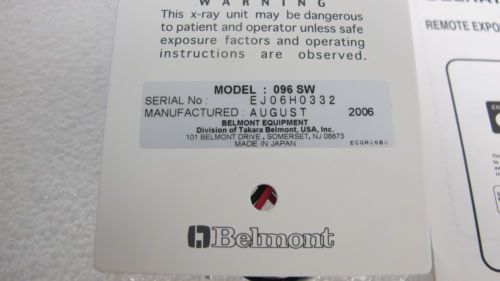 WARNING
This x-ray unit may be dangerous
to patient and operator unless safe
exposure factors and operating
instructions are observed.
MODEL : 096 SW
SERIAL No : EJ06H0332
MANUFACTURED : AUGUST 2006
BELMONT EQUIPMENT
Division of Takara Belmont, USA, Inc.
101 BELMONT DRIVE , SOMERSET, NJ 08873
MADE IN JAPAN
Belmont
REMOTE EXPO